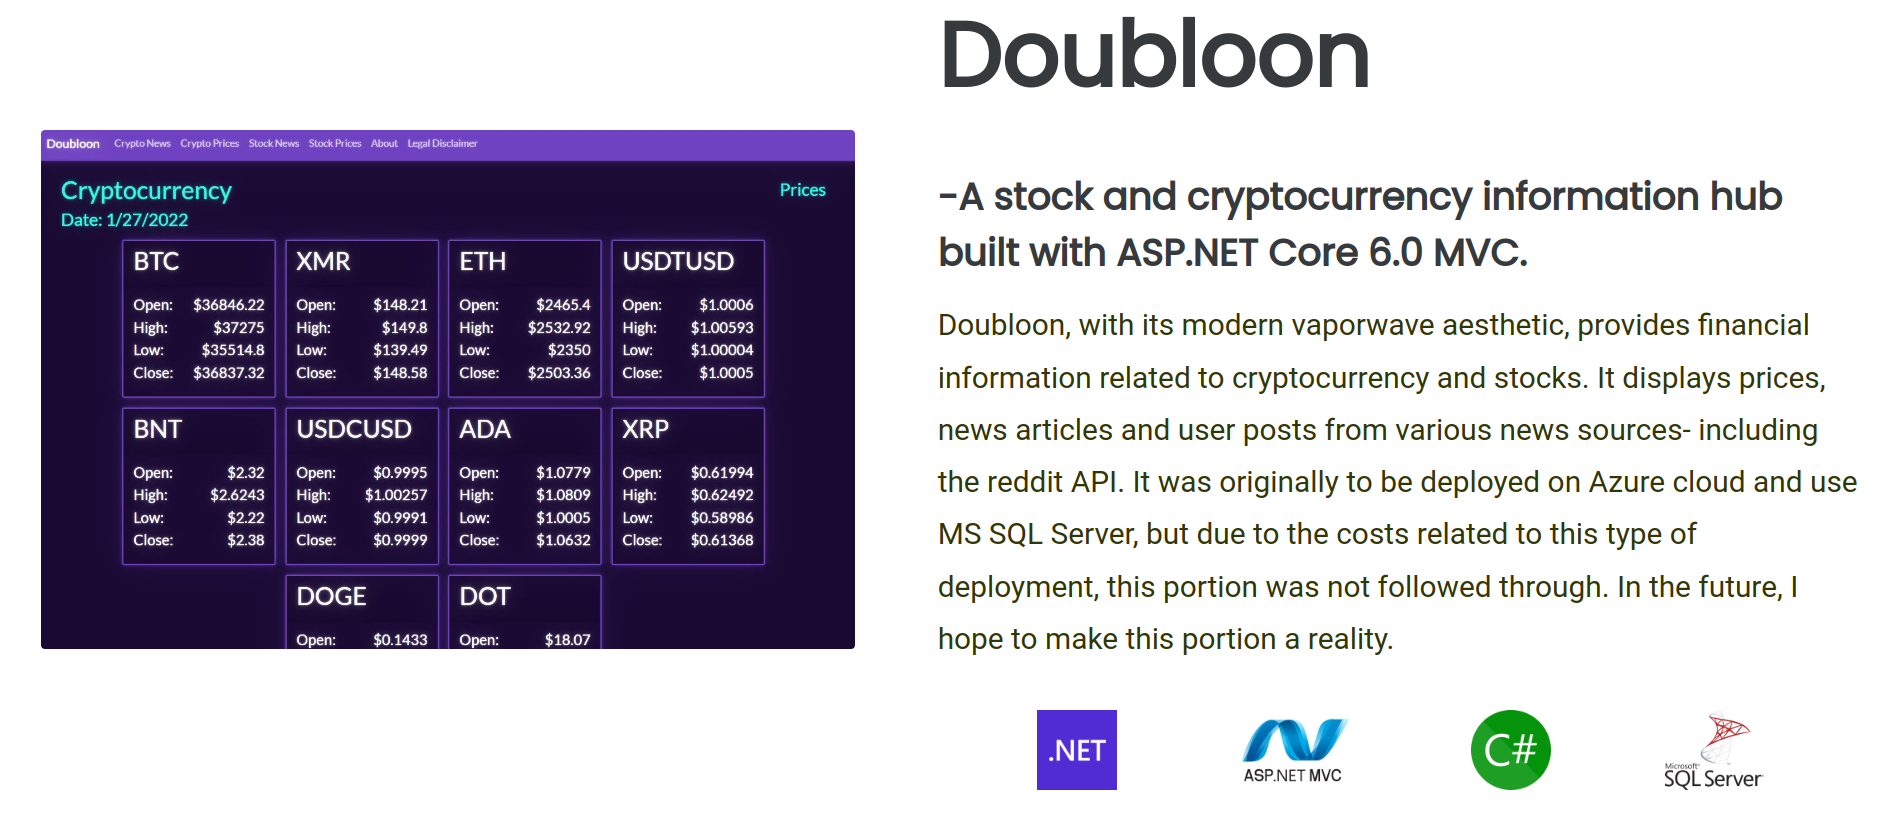 Doubloon
-A stock and cryptocurrency information hub
built with ASP.NET Core 6.0 MVC.
Doubloon, with its modern vaporwave aesthetic, provides financial
information related to cryptocurrency and stocks. It displays prices,
news articles and user posts from various news sources- including
the reddit API. It was originally to be deployed on Azure cloud and use
MS SQL Server, but due to the costs related to this type of
deployment, this portion was not followed through. In the future, I
hope to make this portion a reality.
Doubloon Crypto News Crypto Prices Stock News Stock Prices About Legal Disclaimer
Cryptocurrency Prices
Date: 1/27/2022
BTC XMR ETH USDTUSD
Open: $36846.22 Open: $148.21 Open: $2465.4 Open: $1.0006
High: $37275 High: $149.8 High: $2532.92 High: $1.00593
Low: $35514.8 Low: $139.49 Low: $2350 Low: $1.00004
Close: $36837.32 Close: $148.58 Close: $2503.36 Close: $1.0005
BNT USDCUSD ADA XRP
Open: $2.32 Open: $0.9995 Open: $1.0779 Open: $0.61994
High: $2.6243 High: $1.00257 High: $1.0809 High: $0.62492
Low: $2.22 Low: $0.9991 Low: $1.0005 Low: $0.58986
Close: $2.38 Close: $0.9999 Close: $1.0632 Close: $0.61368
DOGE DOT
Open: $0.1433 Open: $18.07
.NET
ASP.NET MVC
C#
Microsoft
SQL Server